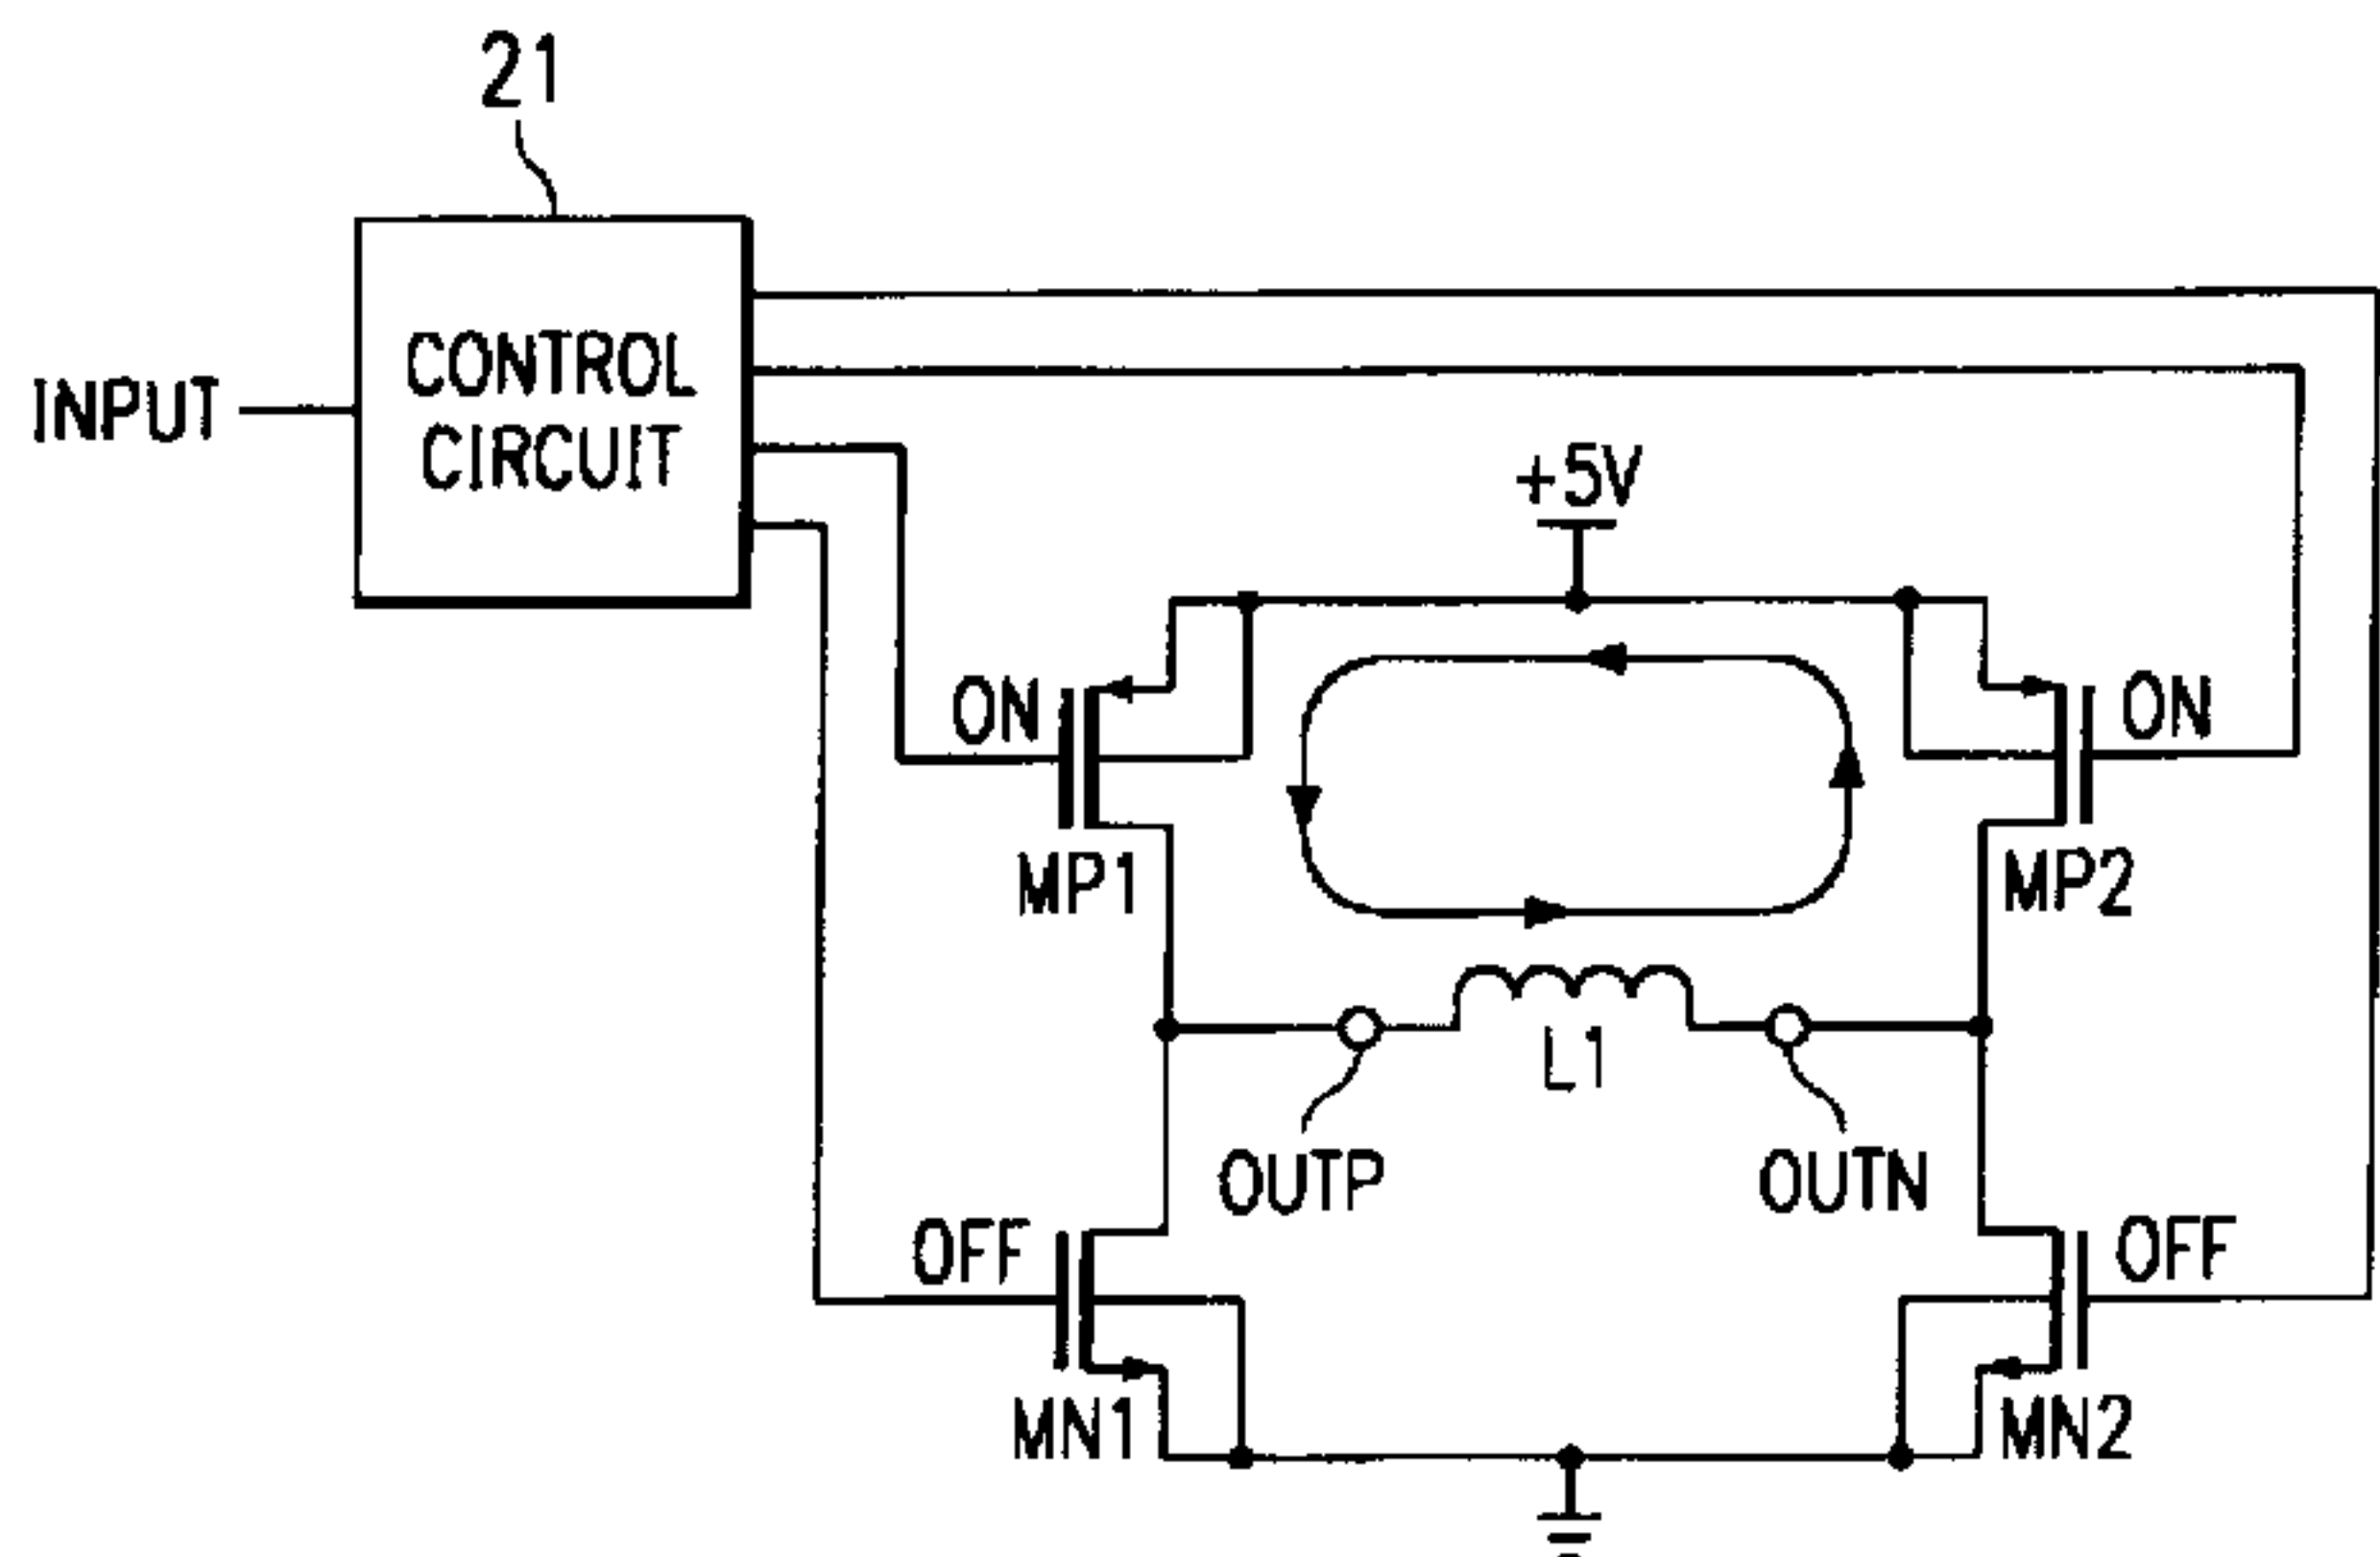 21
CONTROL
CIRCUIT
INPUT
+5V
ON
ON
MP1
MP2
L1
OUTP
OUTN
OFF
OFF
MN1
MN2